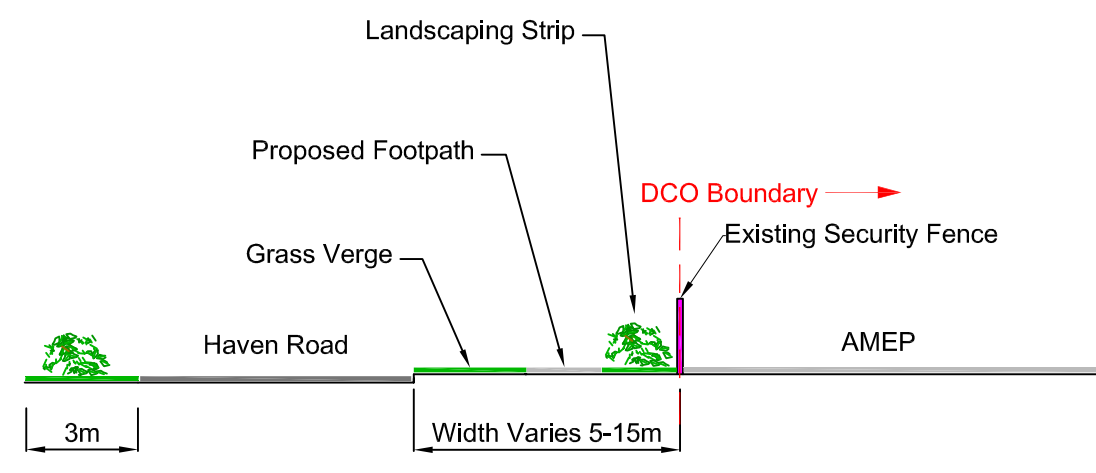 Landscaping Strip
Proposed Footpath
DCO Boundary
Existing Security Fence
Grass Verge
Haven Road
AMEP
3m
Width Varies 5-15m